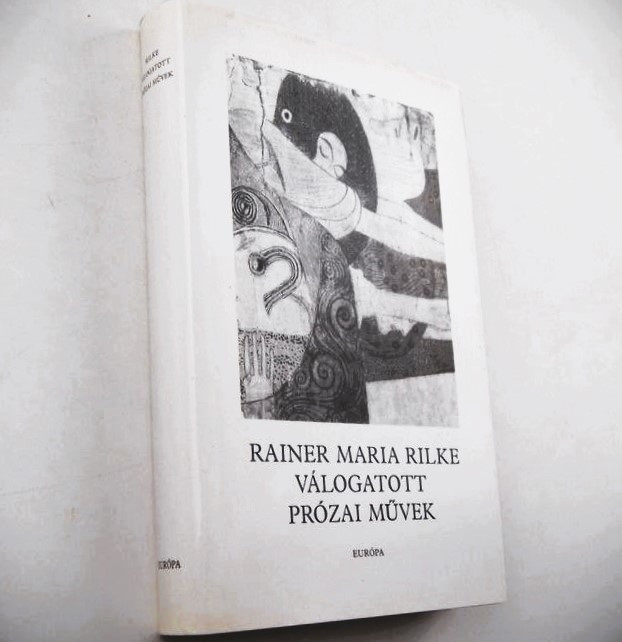 RILKE
VÁLOGATOTT
PRÓZAI MŰVEK
EURÓPA
RAINER MARIA RILKE
VÁLOGATOTT
PRÓZAI MŰVEK
EURÓPA